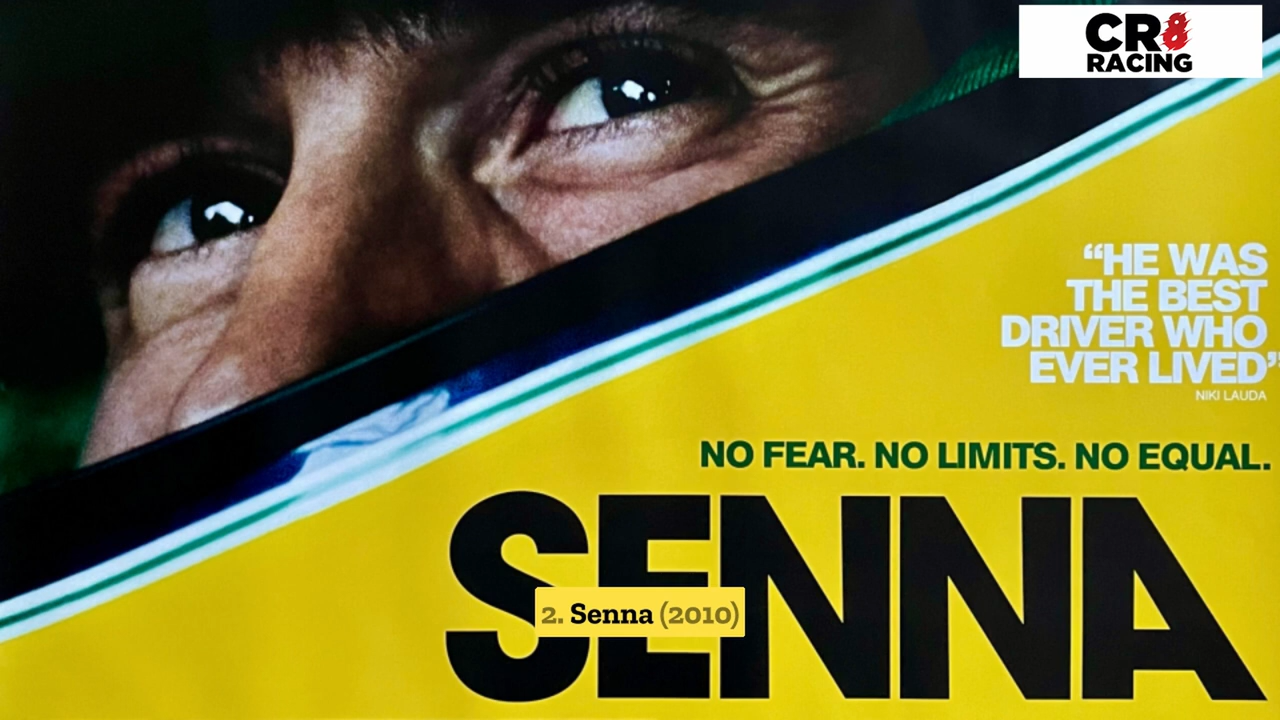 CR8
RACING
“HE WAS
THE BEST
DRIVER WHO
EVER LIVED”
NIKI LAUDA
NO FEAR. NO LIMITS. NO EQUAL.
SENNA
2. Senna (2010)